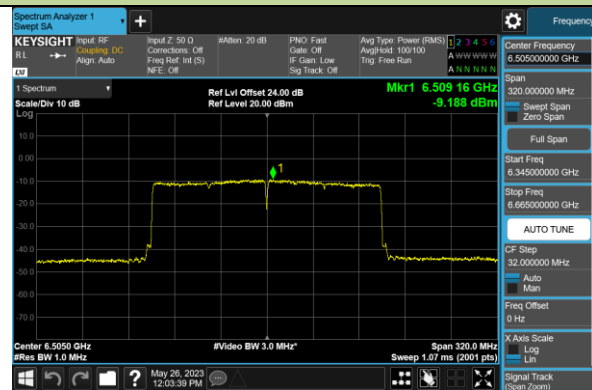 Spectrum Analyzer 1
Swept SA
Frequency
KEYSIGHT
RL
Input: RF
Coupling: DC
Align: Auto
Input Z: 50 Ω
Corrections: Off
Freq Ref: Int (S)
NFE: Off
#Atten: 20 dB
PNO: Fast
Gate: Off
IF Gain: Low
Sig Track: Off
Avg Type: Power (RMS)
Avg|Hold: 100/100
Trig: Free Run
1 2 3 4 5 6
A W W W W W
A N N N N N
1 Spectrum
Scale/Div 10 dB
Ref Lvl Offset 24.00 dB
Ref Level 20.00 dBm
Mkr1 6.509 16 GHz
-9.188 dBm
Log
10.0
0.00
-10.0
-20.0
-30.0
-40.0
-50.0
-60.0
-70.0
1
Center 6.5050 GHz
#Res BW 1.0 MHz
#Video BW 3.0 MHz*
Span 320.0 MHz
Sweep 1.07 ms (2001 pts)
Center Frequency
6.505000000 GHz
Span
320.000000 MHz
Swept Span
Zero Span
Full Span
Start Freq
6.345000000 GHz
Stop Freq
6.665000000 GHz
AUTO TUNE
CF Step
32.000000 MHz
Auto
Man
Freq Offset
0 Hz
X Axis Scale
Log
Lin
Signal Track
(Span Zoom)
?
May 26, 2023
12:03:39 PM